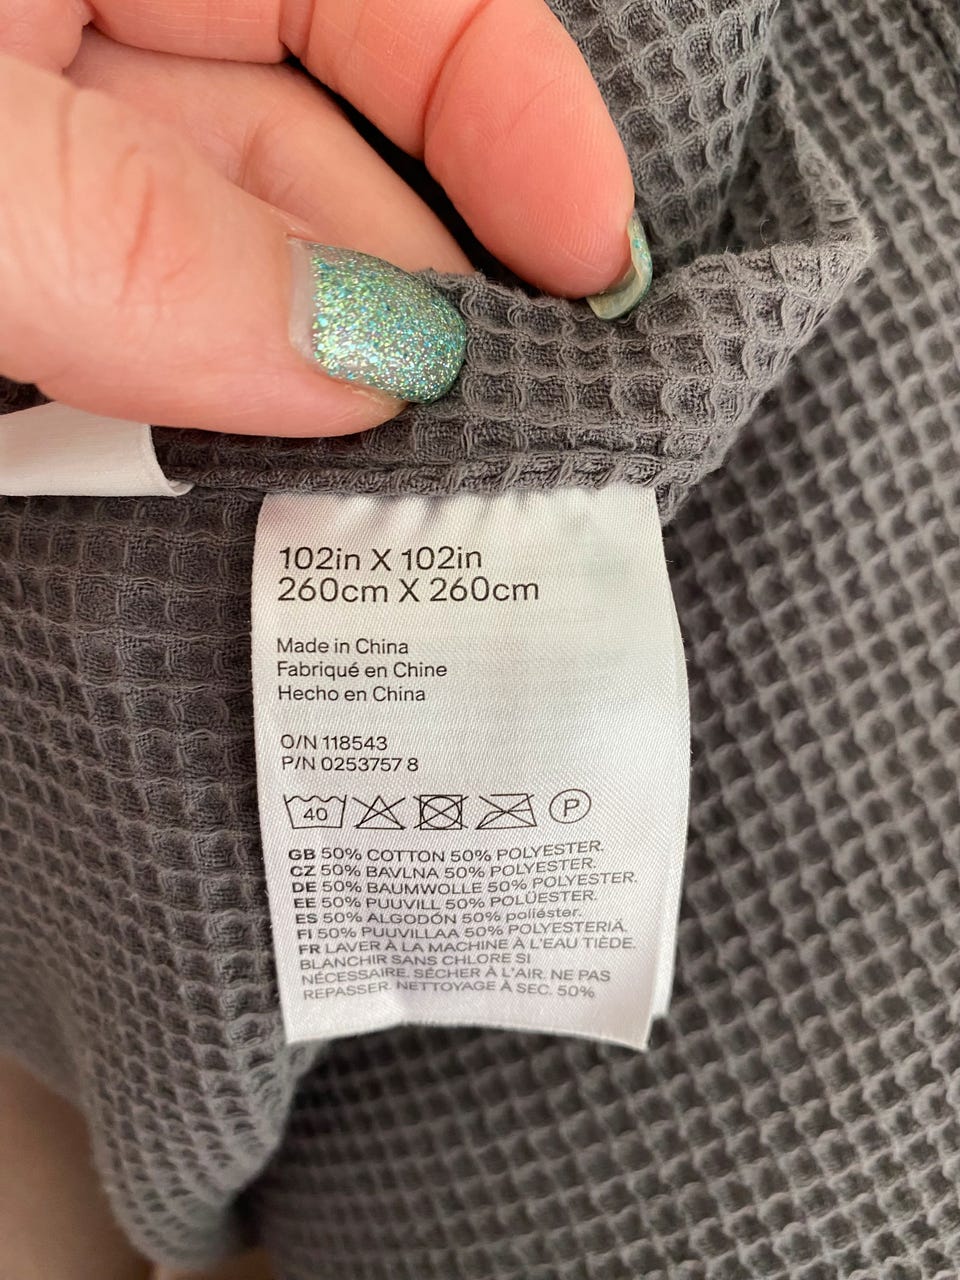 102in X 102in
260cm X 260cm
Made in China
Fabriqué en Chine
Hecho en China
O/N 118543
P/N 0253757 8
40
P
GB 50% COTTON 50% POLYESTER.
CZ 50% BAVLNA 50% POLYESTER.
DE 50% BAUMWOLLE 50% POLYESTER.
EE 50% PUUVILL 50% POLÜESTER.
ES 50% ALGODÓN 50% poliéster.
FI 50% PUUVILLAA 50% POLYESTERIÄ.
FR LAVER À LA MACHINE À L'EAU TIÈDE.
BLANCHIR SANS CHLORE SI
NÉCESSAIRE. SÉCHER À L'AIR. NE PAS
REPASSER. NETTOYAGE À SEC. 50%